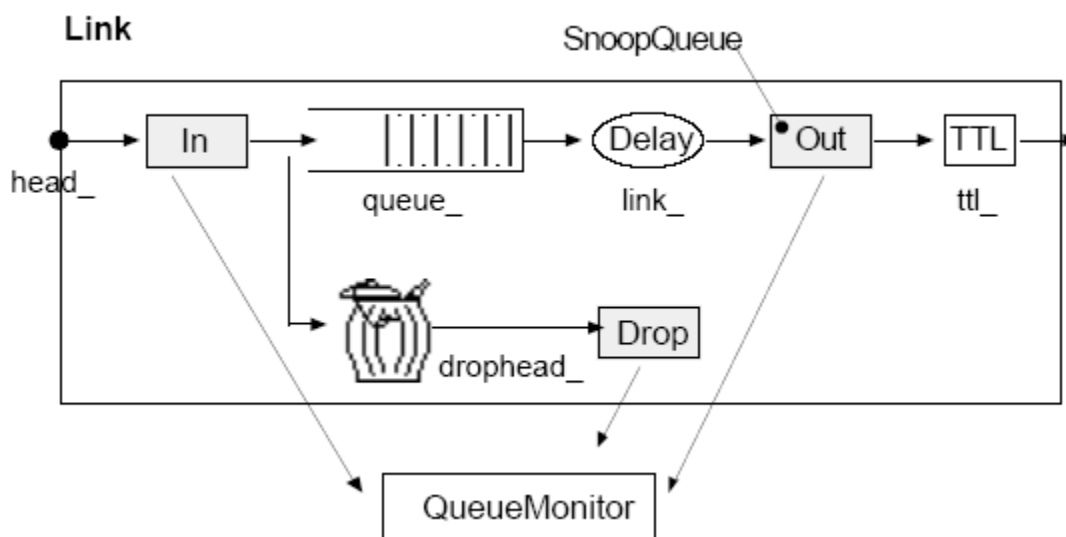 Link
SnoopQueue
In
Delay
Out
TTL
head_
queue_
link_
ttl_
Drop
drophead_
QueueMonitor